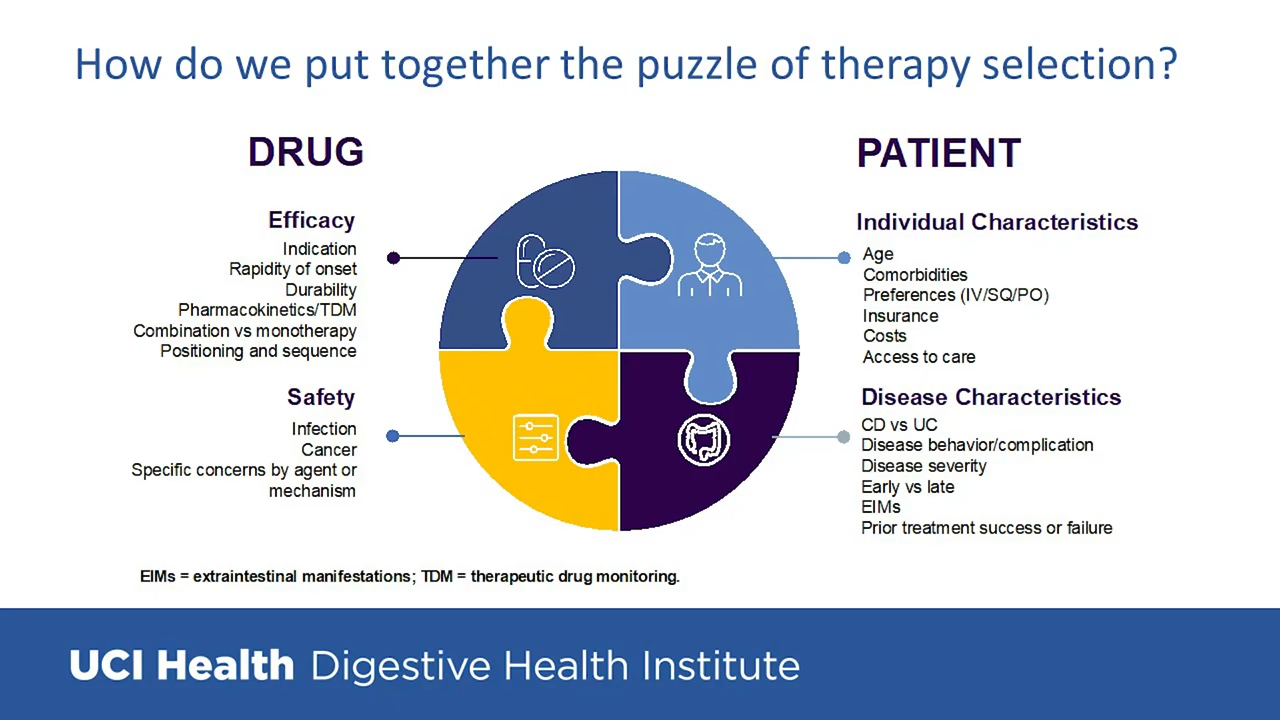 How do we put together the puzzle of therapy selection?
DRUG
Efficacy
Indication
Rapidity of onset
Durability
Pharmacokinetics/TDM
Combination vs monotherapy
Positioning and sequence
Safety
Infection
Cancer
Specific concerns by agent or
mechanism
PATIENT
Individual Characteristics
Age
Comorbidities
Preferences (IV/SQ/PO)
Insurance
Costs
Access to care
Disease Characteristics
CD vs UC
Disease behavior/complication
Disease severity
Early vs late
EIMs
Prior treatment success or failure
EIMs = extraintestinal manifestations; TDM = therapeutic drug monitoring.
UCI Health Digestive Health Institute